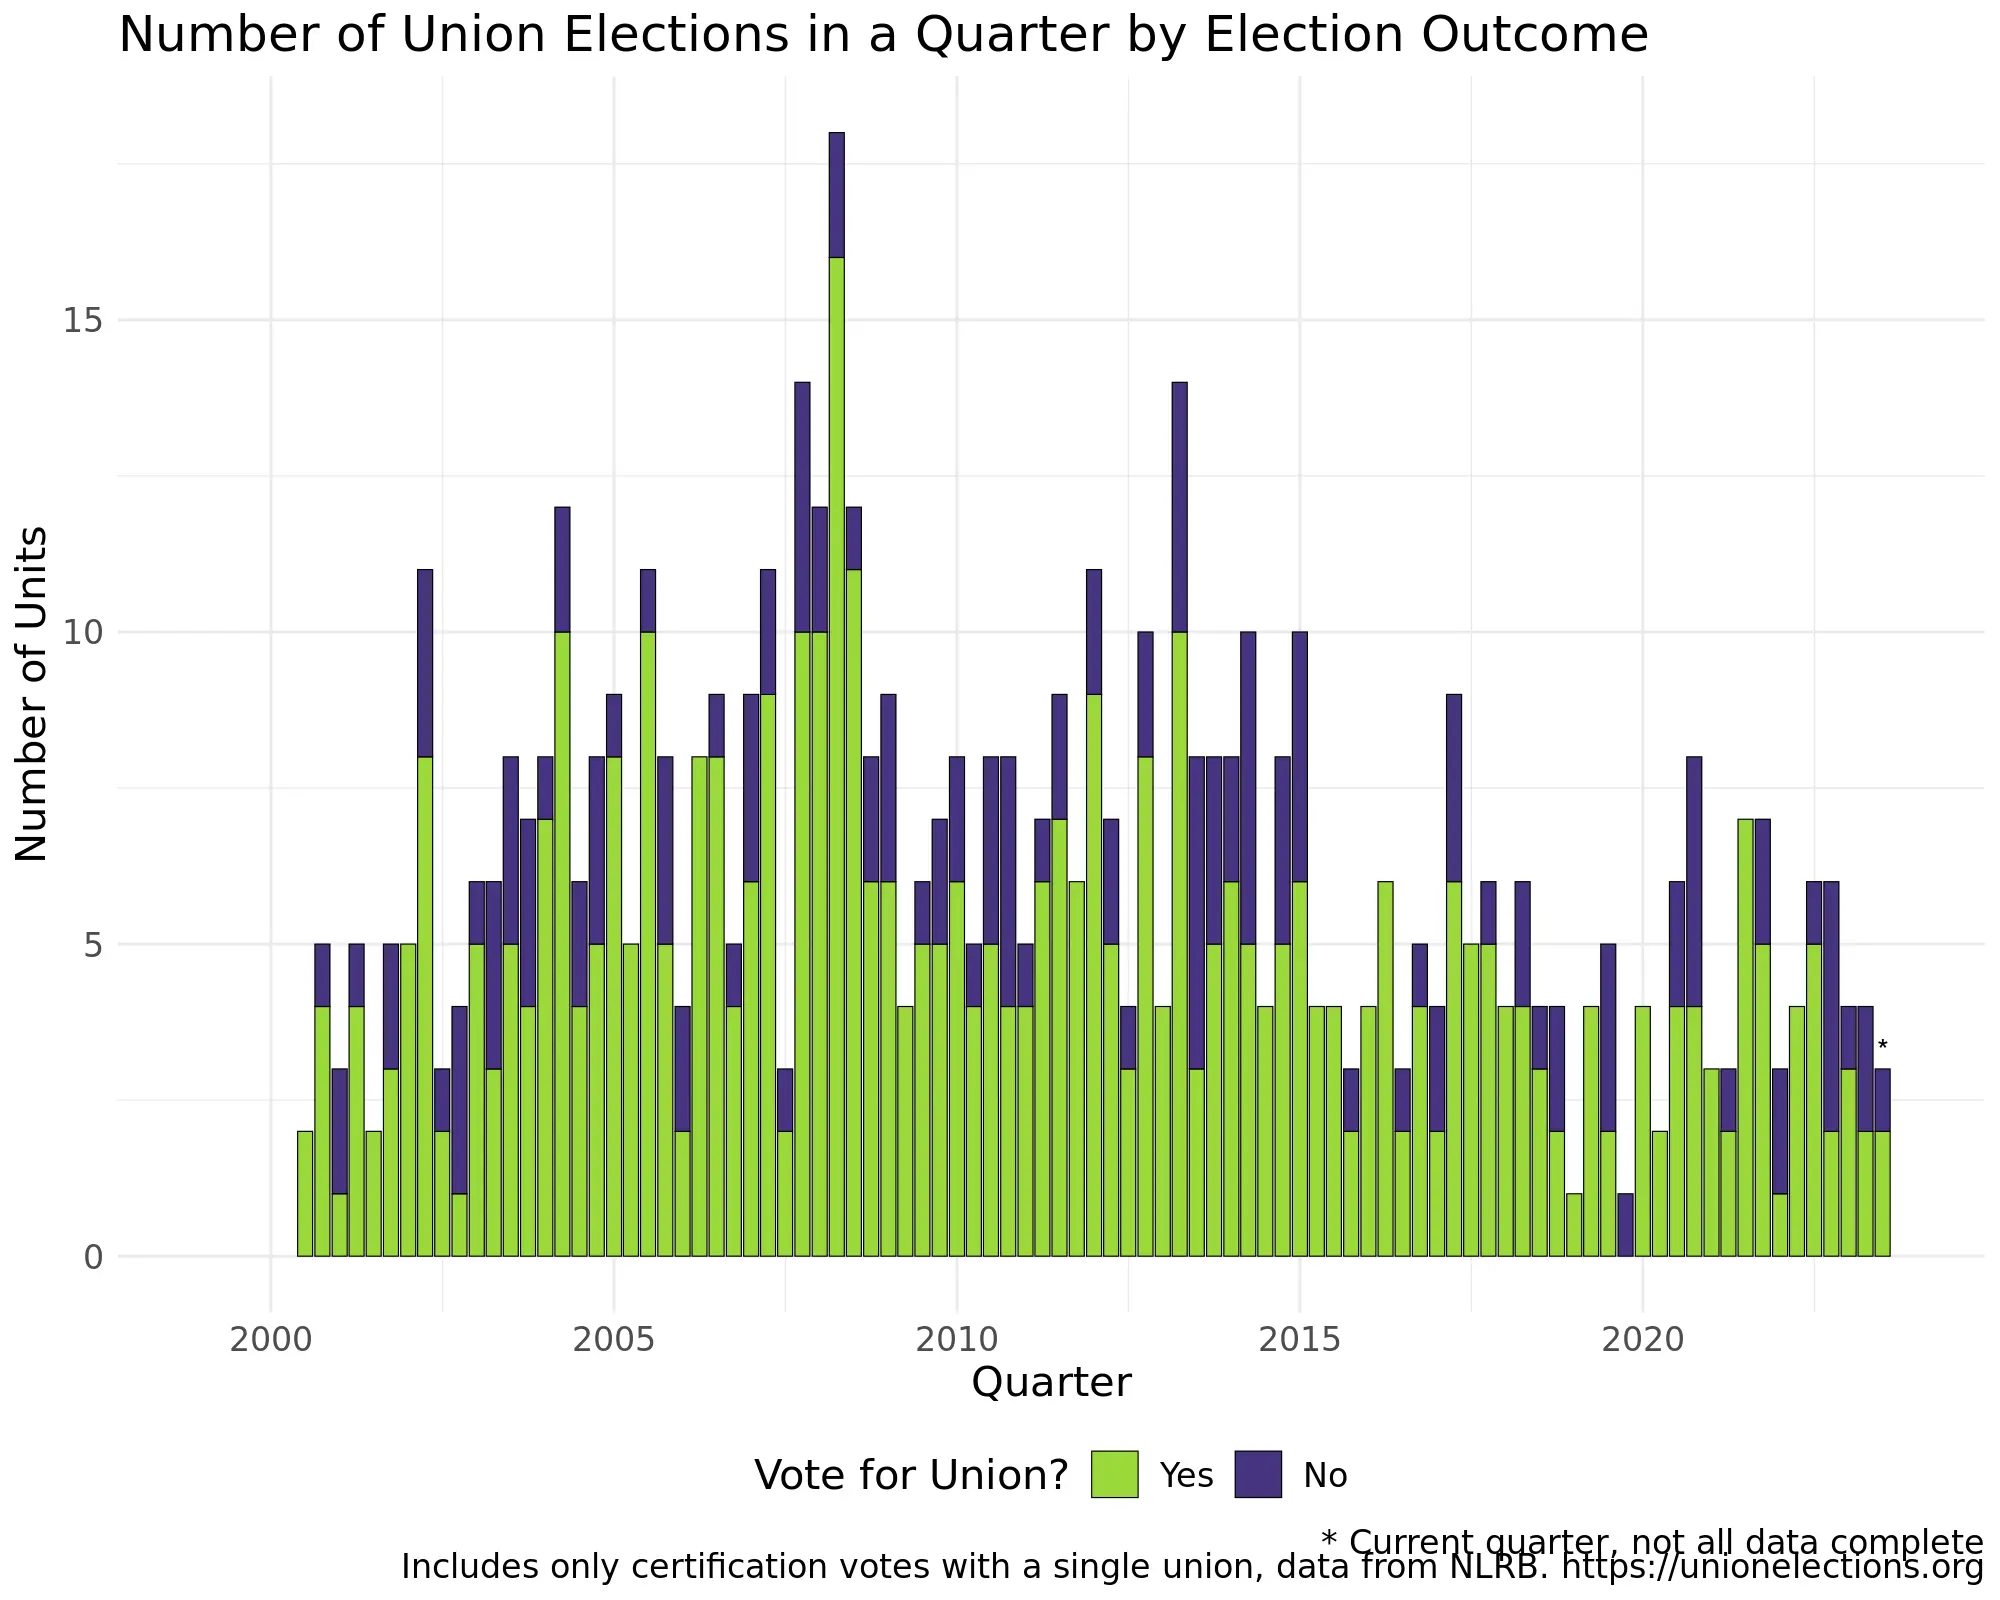 Number of Union Elections in a Quarter by Election Outcome
Number of Units
15
10
5
0
*
2000 2005 2010 2015 2020
Quarter
Vote for Union? Yes No
* Current quarter, not all data complete
Includes only certification votes with a single union, data from NLRB. https://unionelections.org